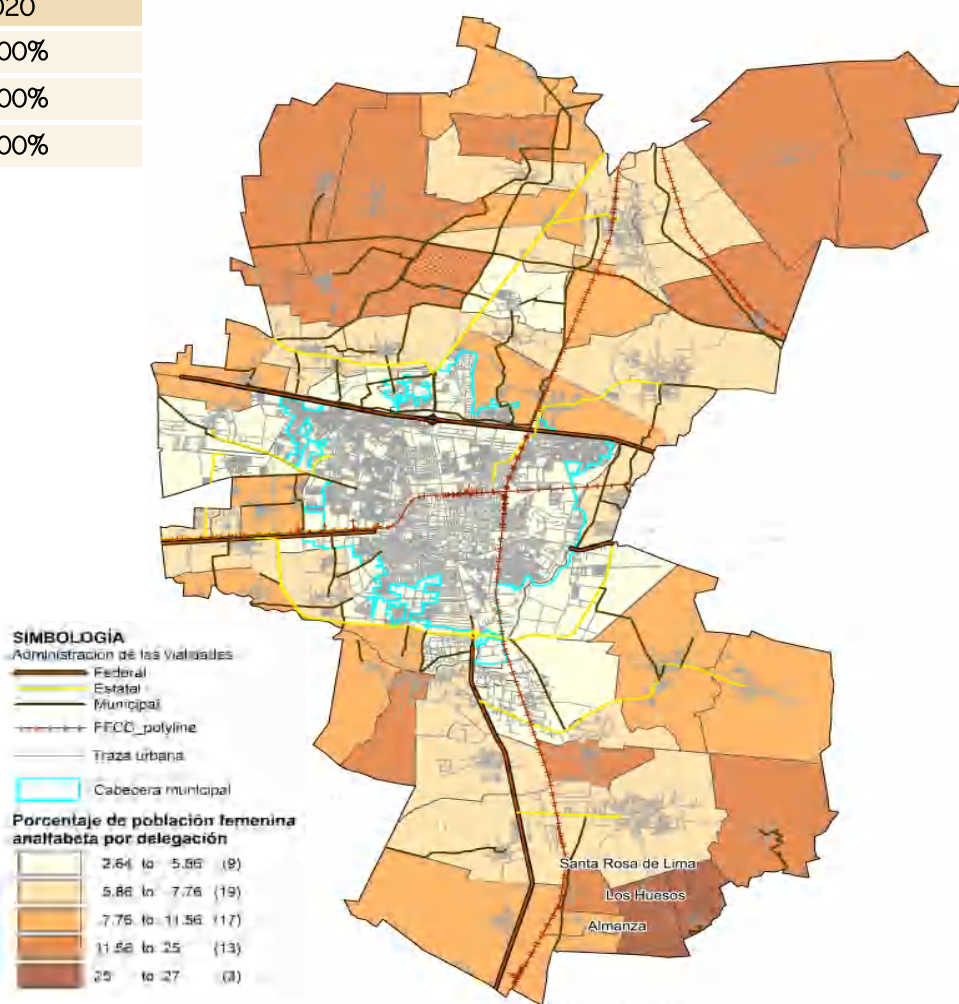 020
00%
00%
00%
SIMBOLOGÍA
Administración de las vialidades
Federal
Estatal
Municipal
FFCC_polyline
Traza urbana
Cabecera municipal
Porcentaje de población femenina
analfabeta por delegación
2.64 to 5.86 (9)
5.86 to 7.76 (19)
7.76 to 11.56 (17)
11.56 to 25 (13)
25 to 27 (3)
Santa Rosa de Lima
Los Huesos
Almanza